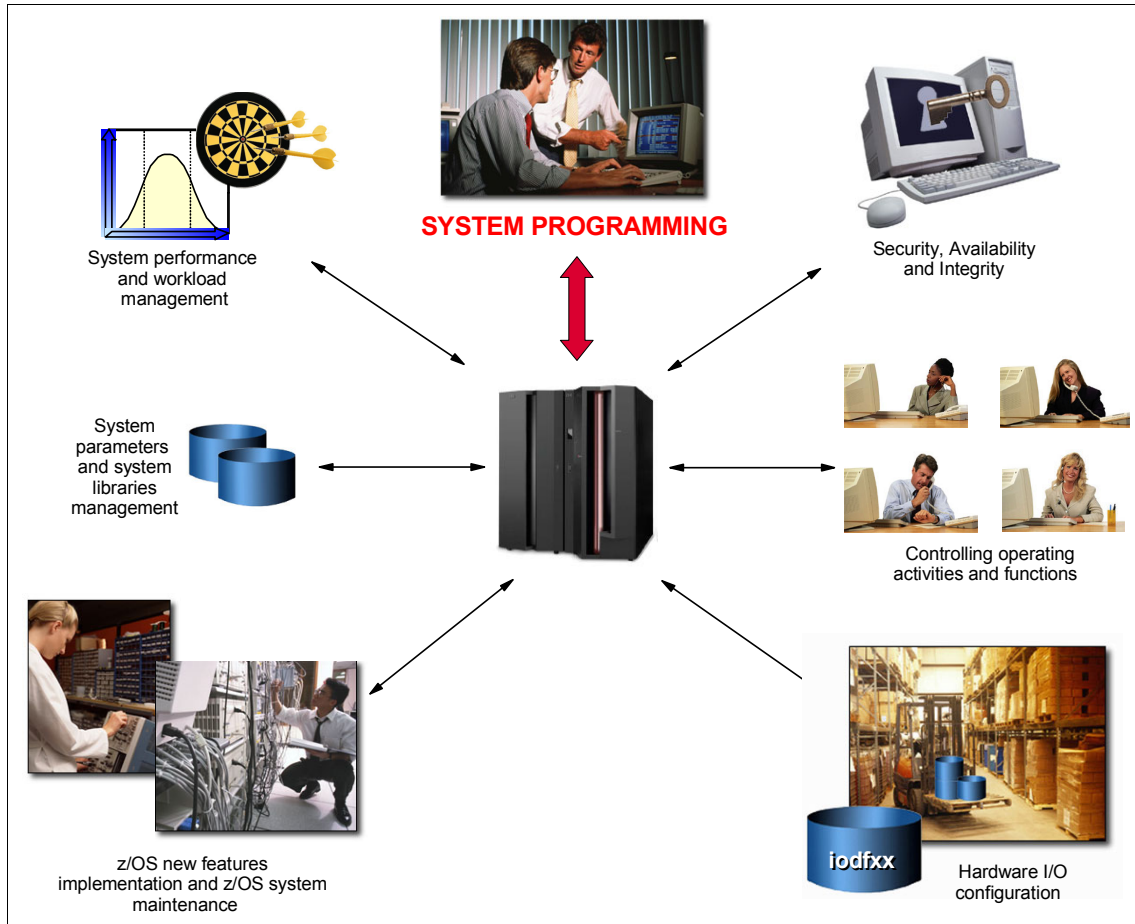 SYSTEM PROGRAMMING
System performance
and workload
management
Security, Availability
and Integrity
System
parameters
and system
libraries
management
Controlling operating
activities and functions
z/OS new features
implementation and z/OS system
maintenance
iodfxx
Hardware I/O
configuration